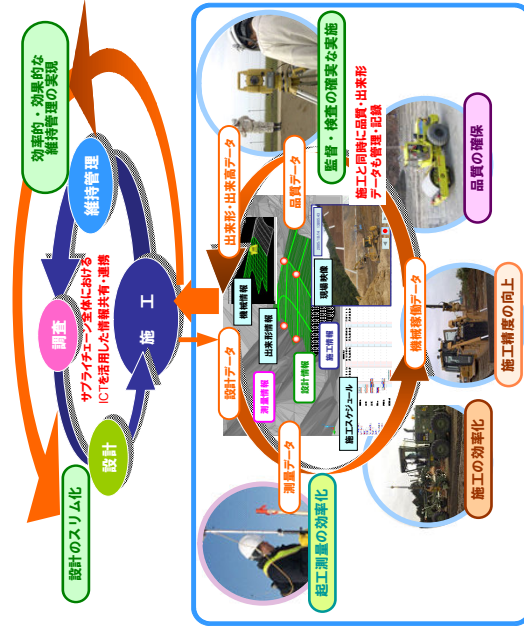 効率的・効果的な
維持管理の実現
維持管理
調査
サプライチェーン全体における
ICTを活用した情報共有・連携
施工
設計
設計のスリム化
監督・検査の確実な実施
施工と同時に品質・出来形
データも管理・記録
出来形・出来高データ
品質データ
品質の確保
機械情報
出来形情報
現場映像
設計データ
測量情報
設計情報
施工情報
機械稼働データ
施工スケジュール
施工精度の向上
測量データ
施工の効率化
起工測量の効率化